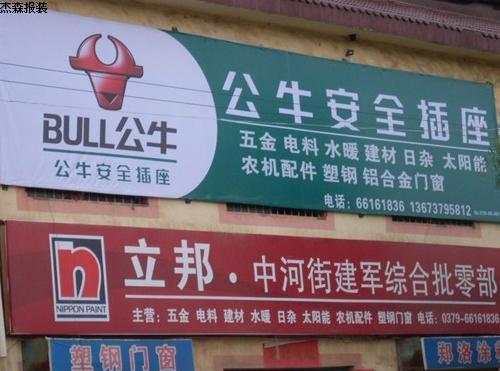 杰森报装
BULL公牛
公牛安全插座
公牛安全插座
五金 电料 水暖 建材 日杂 太阳能
农机配件 塑钢 铝合金门窗
电话: 66161836 13673795812
n
NIPPON PAINT
立邦·中河街建军综合批零部
主营: 五金 电料 建材 水暖 日杂 太阳能 农机配件 塑钢门窗 电话: 0379-66161836
塑钢门窗
郑洛涂